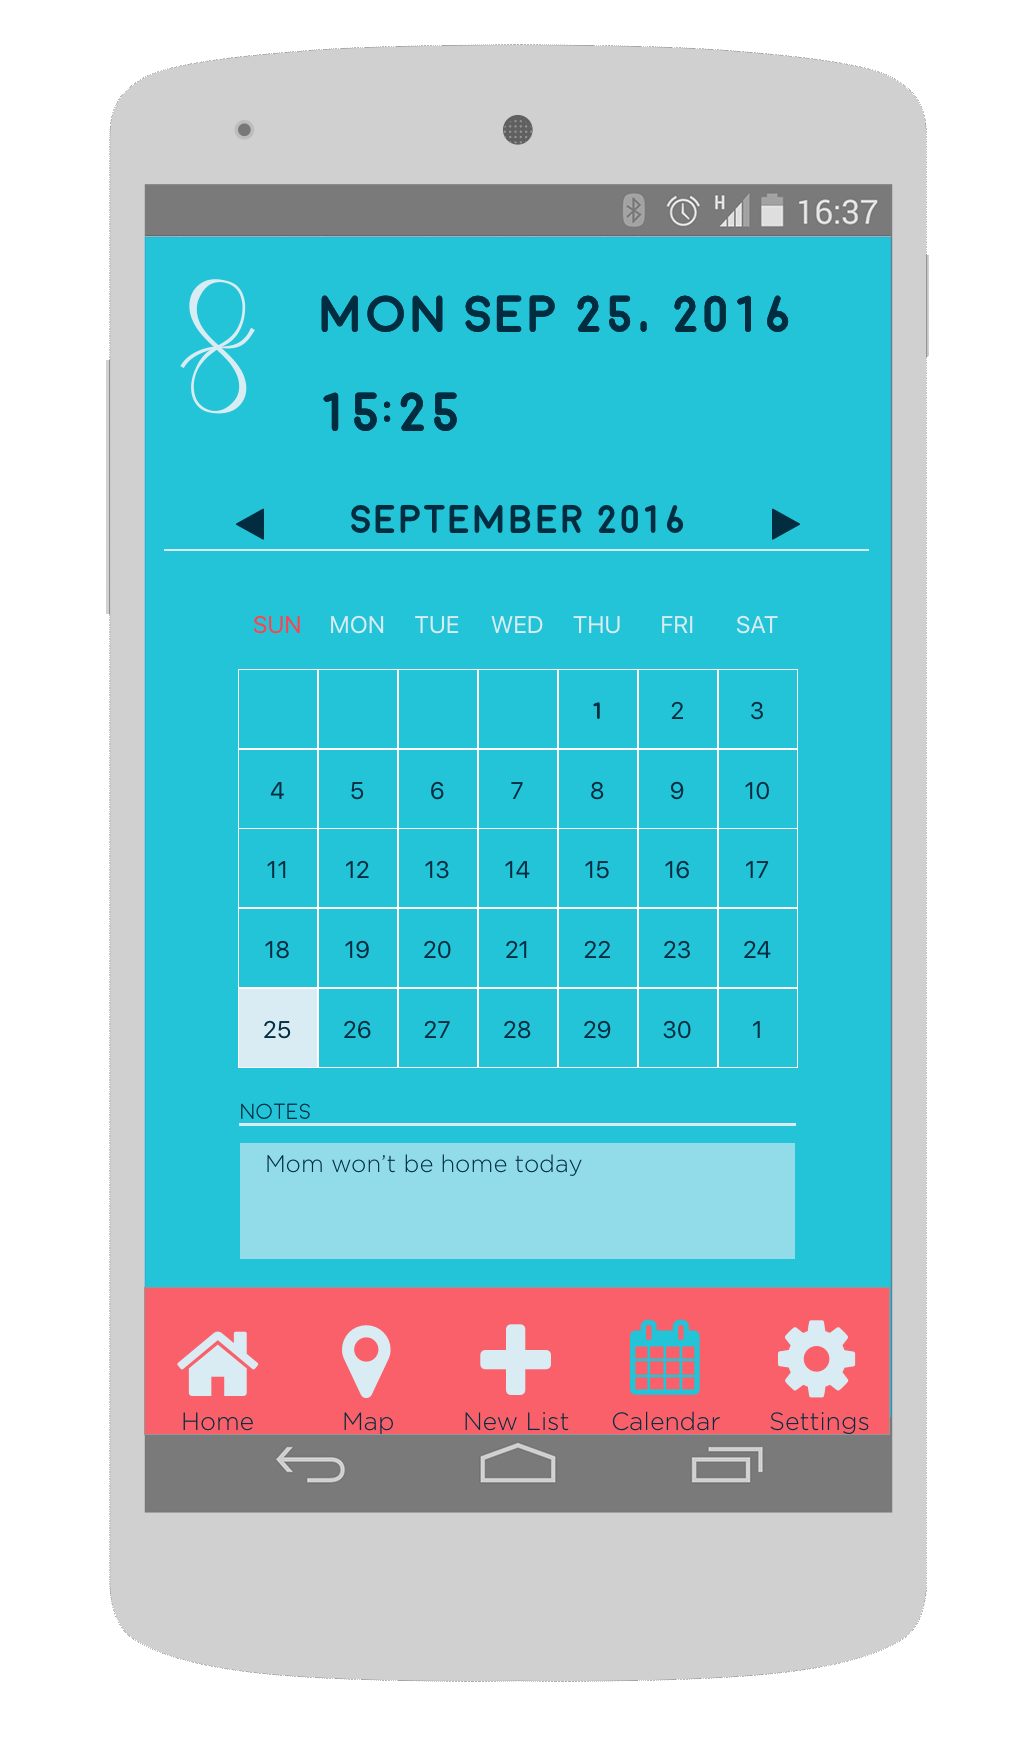 H 16:37
8
MON SEP 25, 2016
15:25
SEPTEMBER 2016
SUN MON TUE WED THU FRI SAT
1 2 3
4 5 6 7 8 9 10
11 12 13 14 15 16 17
18 19 20 21 22 23 24
25 26 27 28 29 30 1
NOTES
Mom won't be home today
Home Map New List Calendar Settings